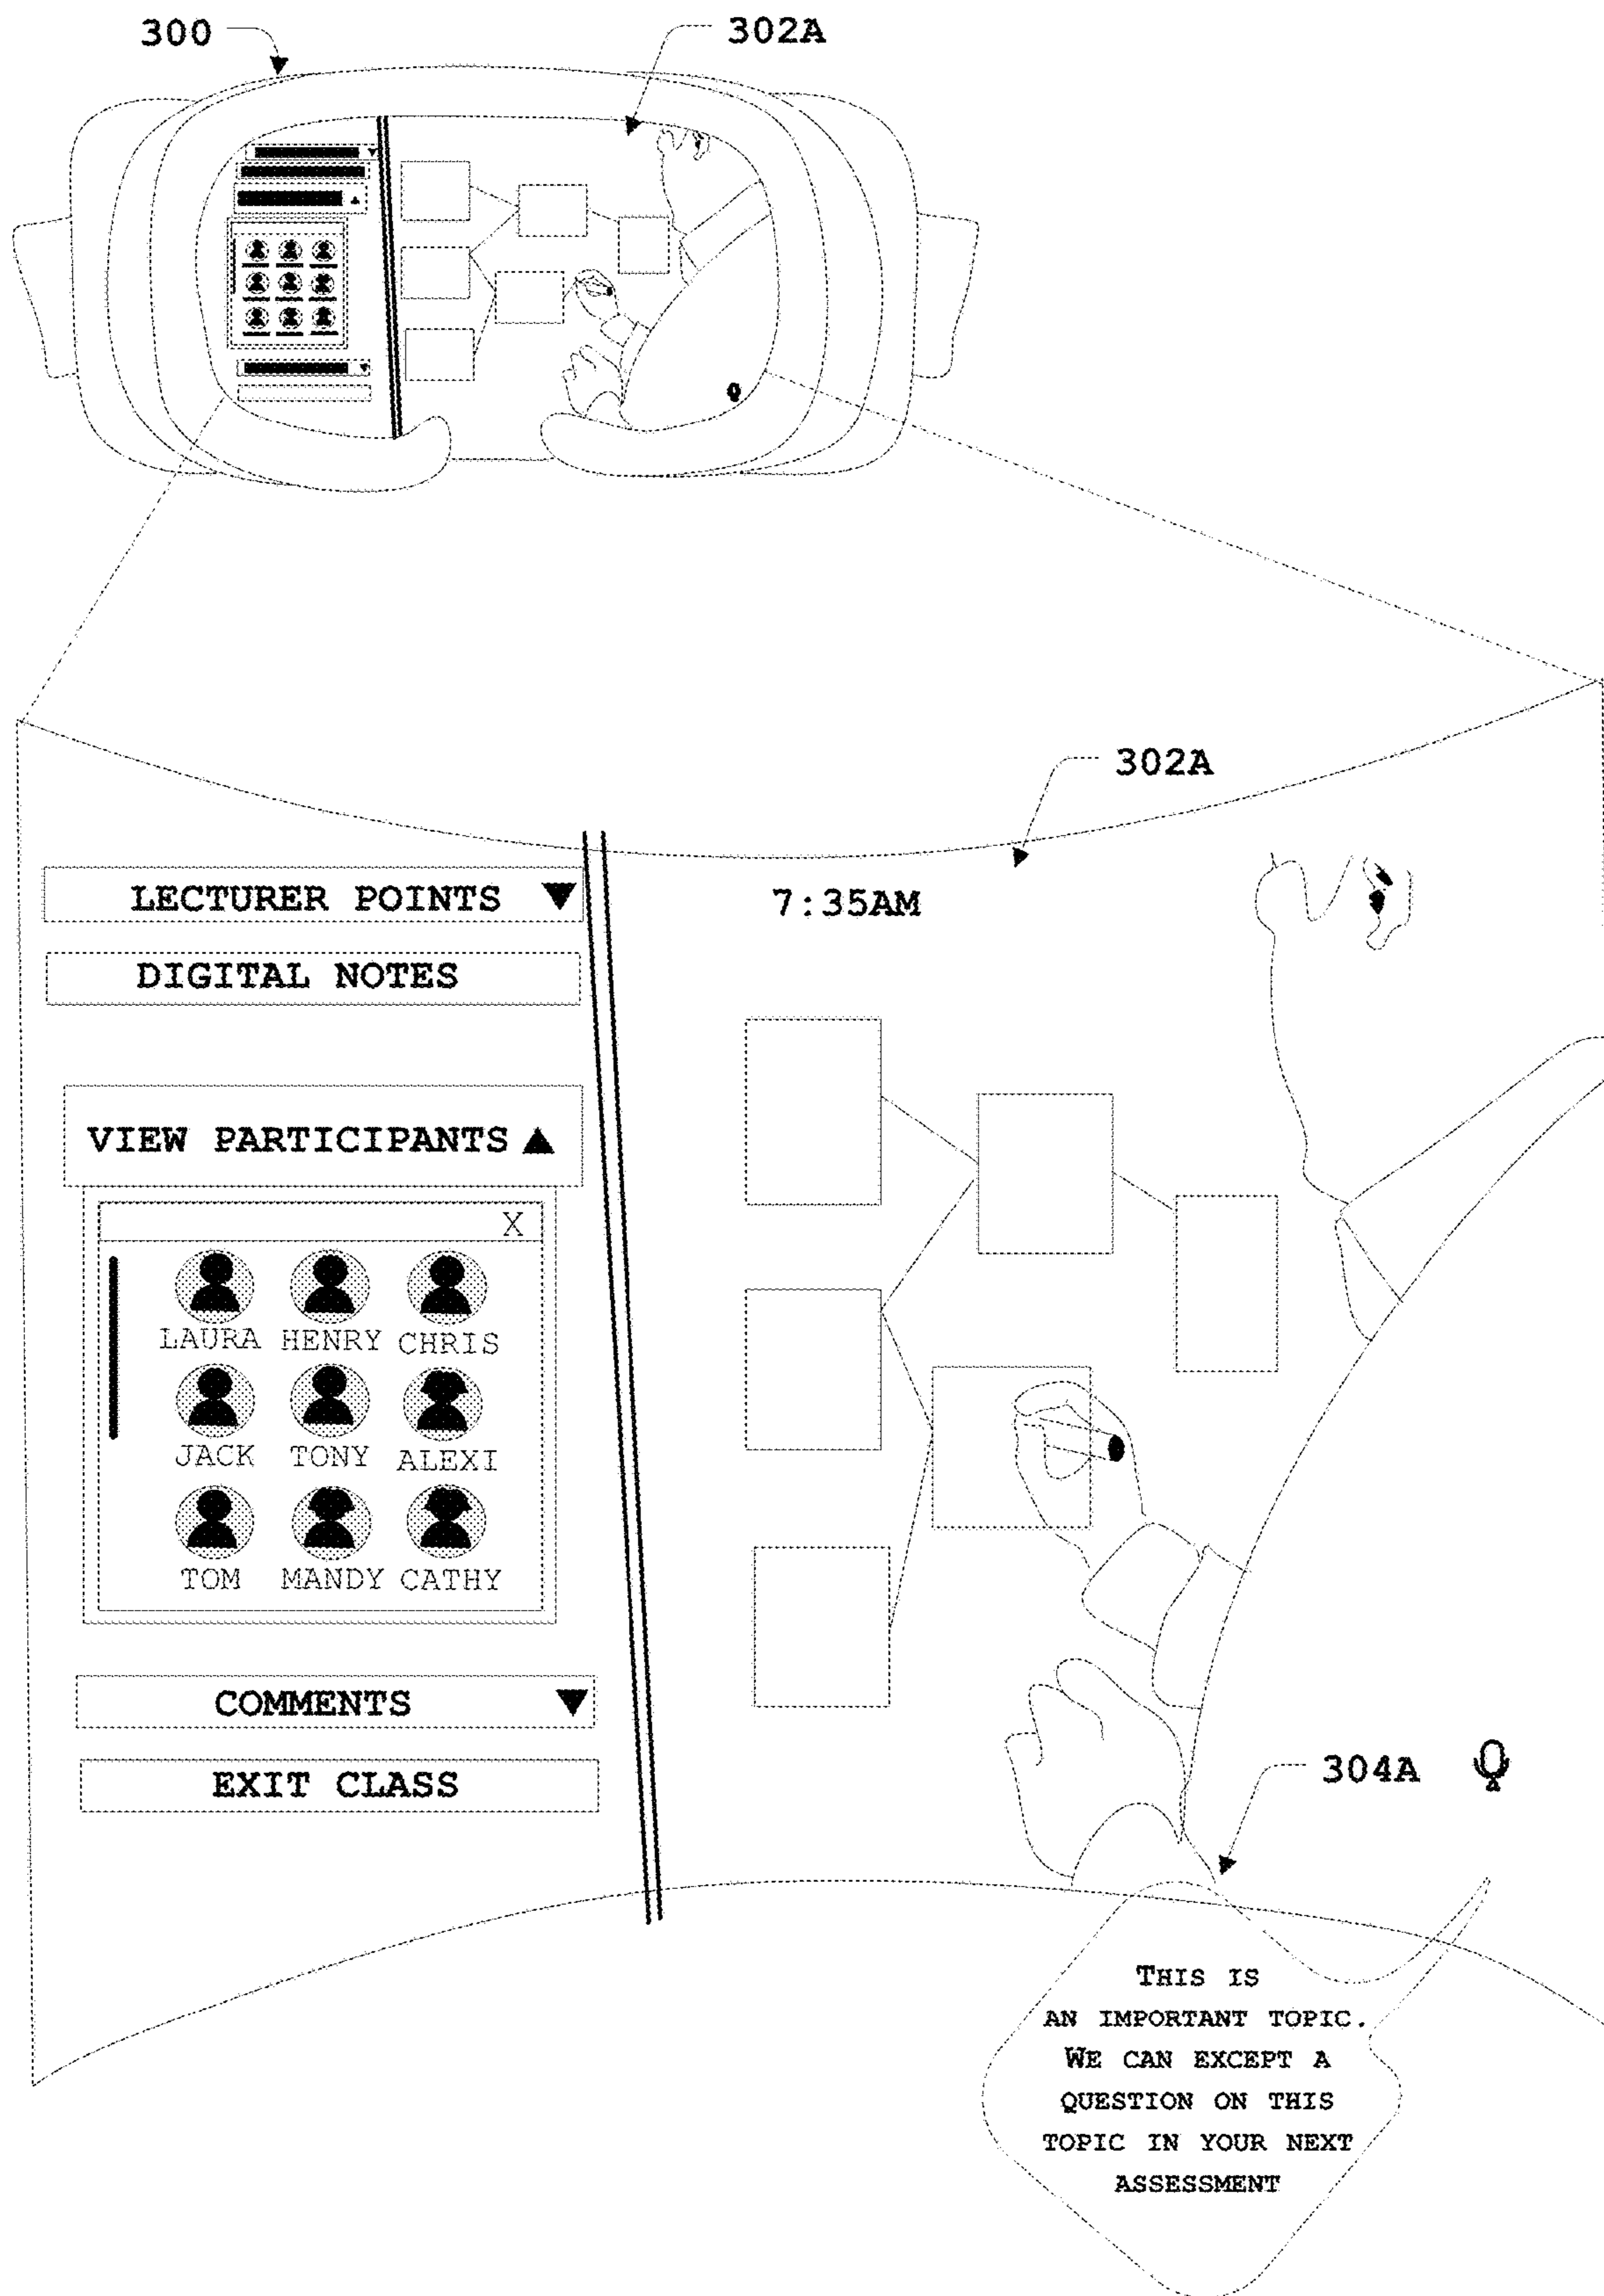 300
302A
302A
LECTURER POINTS ▼
7:35AM
DIGITAL NOTES
VIEW PARTICIPANTS ▲
X
LAURA HENRY CHRIS
JACK TONY ALEXI
TOM MANDY CATHY
COMMENTS ▼
304A
EXIT CLASS
THIS IS
AN IMPORTANT TOPIC.
WE CAN EXCEPT A
QUESTION ON THIS
TOPIC IN YOUR NEXT
ASSESSMENT